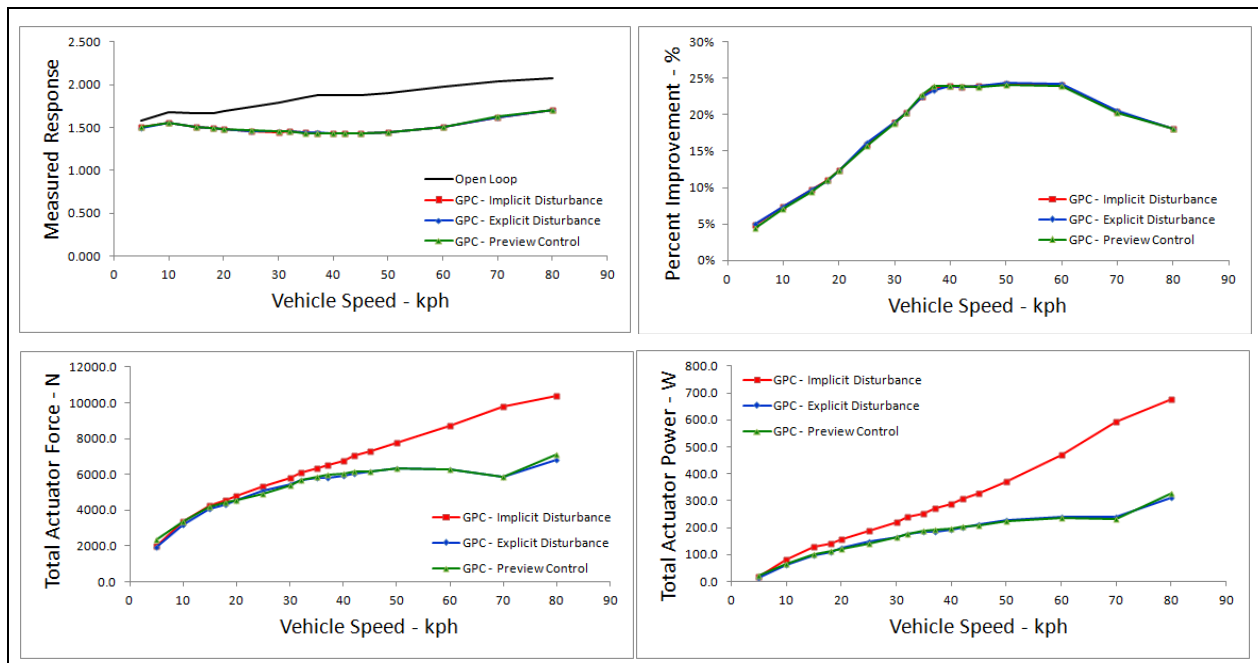 Measured Response
2.500
2.000
1.500
1.000
0.500
0.000
Open Loop
GPC - Implicit Disturbance
GPC - Explicit Disturbance
GPC - Preview Control
0 10 20 30 40 50 60 70 80 90
Vehicle Speed - kph
Percent Improvement - %
30%
25%
20%
15%
10%
5%
0%
GPC - Implicit Disturbance
GPC - Explicit Disturbance
GPC - Preview Control
0 10 20 30 40 50 60 70 80 90
Vehicle Speed - kph
Total Actuator Force - N
12000.0
10000.0
8000.0
6000.0
4000.0
2000.0
0.0
GPC - Implicit Disturbance
GPC - Explicit Disturbance
GPC - Preview Control
0 10 20 30 40 50 60 70 80 90
Vehicle Speed - kph
Total Actuator Power - W
800.0
700.0
600.0
500.0
400.0
300.0
200.0
100.0
0.0
GPC - Implicit Disturbance
GPC - Explicit Disturbance
GPC - Preview Control
0 10 20 30 40 50 60 70 80 90
Vehicle Speed - kph